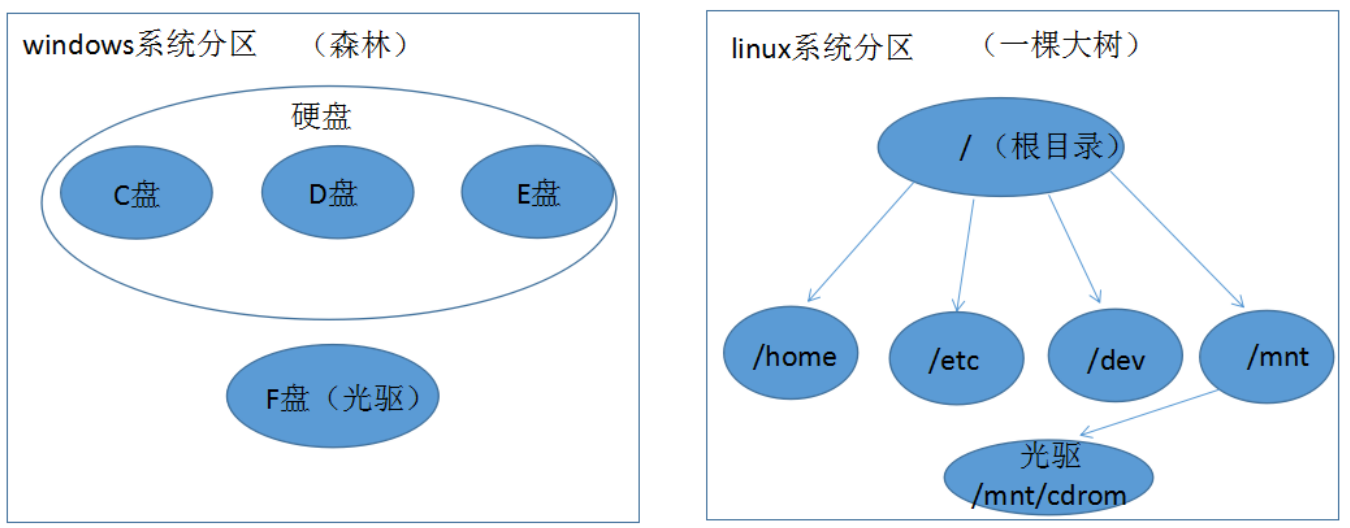 windows系统分区 （森林）
硬盘
C盘
D盘
E盘
F盘（光驱）
linux系统分区 （一棵大树）
/（根目录）
/home
/etc
/dev
/mnt
光驱
/mnt/cdrom